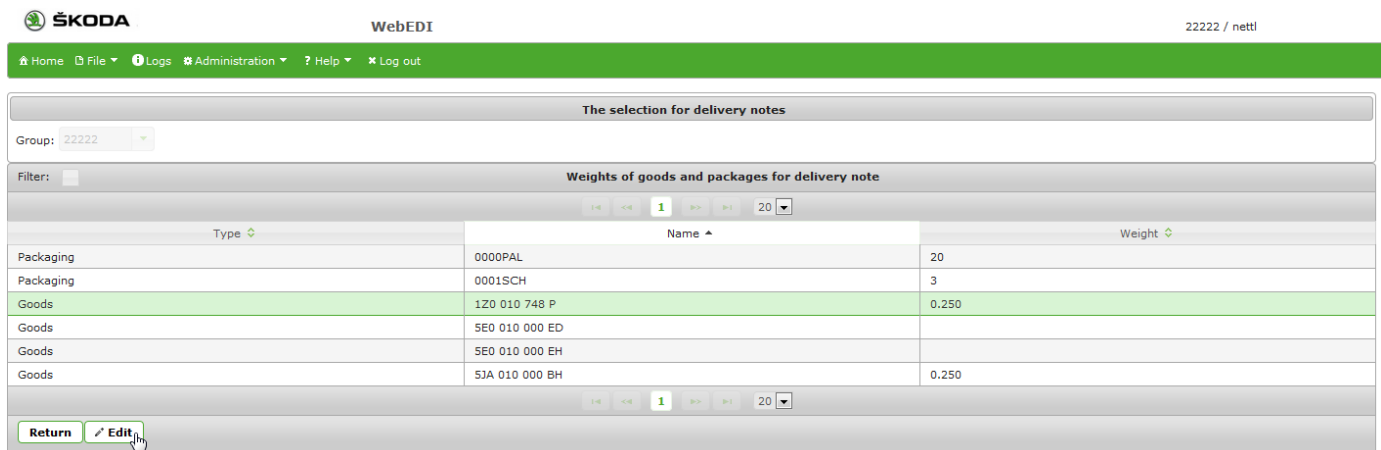 ŠKODA
WebEDI
22222 / nettl
Home File Logs Administration ? Help Log out
The selection for delivery notes
Group: 22222
Filter:
Weights of goods and packages for delivery note
1 20
Type Name Weight
Packaging 0000PAL 20
Packaging 0001SCH 3
Goods 1Z0 010 748 P 0.250
Goods 5E0 010 000 ED
Goods 5E0 010 000 EH
Goods 5JA 010 000 BH 0.250
1 20
Return Edit